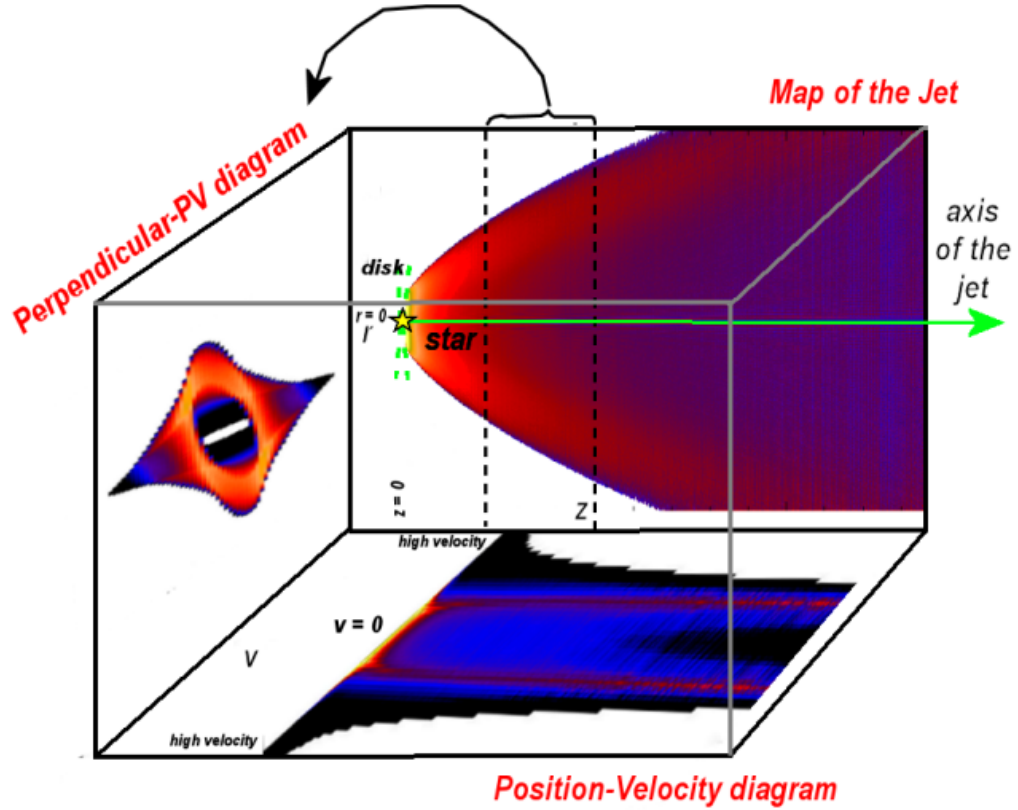 Map of the Jet
Perpendicular-PV diagram
axis
of the
jet
disk
r = 0
r
star
z = 0
Z
high velocity
v = 0
V
high velocity
Position-Velocity diagram